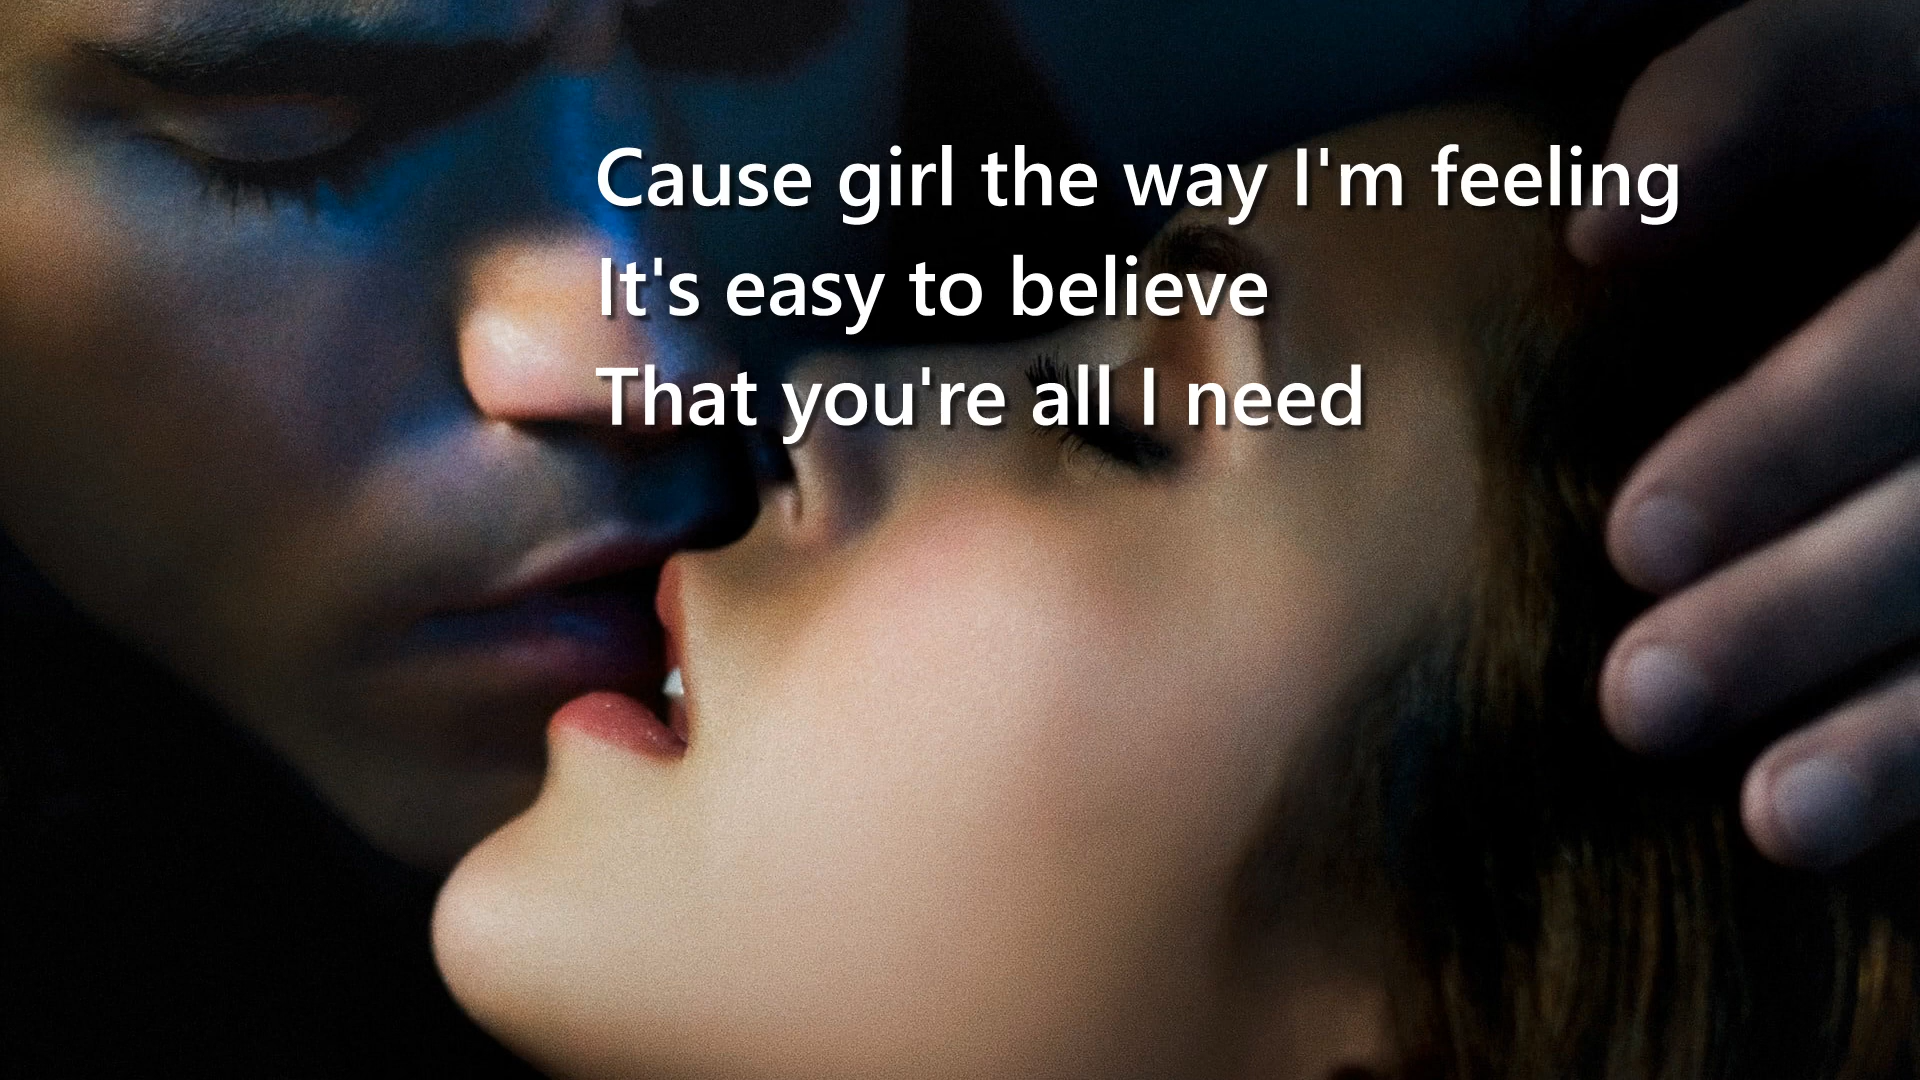 Cause girl the way I'm feeling
It's easy to believe
That you're all I need